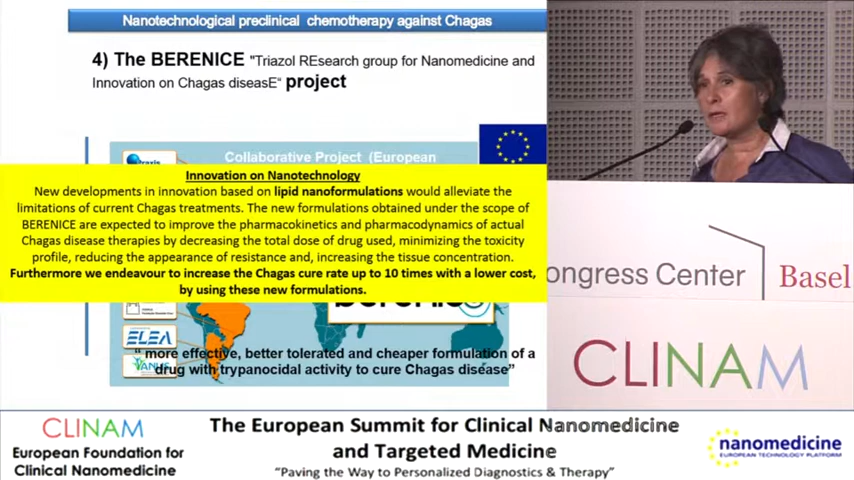 Nanotechnological preclinical chemotherapy against Chagas
4) The BERENICE "Triazol REsearch group for Nanomedicine and
Innovation on Chagas diseasE" project
Collaborative Project (European
Innovation on Nanotechnology
New developments in innovation based on lipid nanoformulations would alleviate the
limitations of current Chagas treatments. The new formulations obtained under the scope of
BERENICE are expected to improve the pharmacokinetics and pharmacodynamics of actual
Chagas disease therapies by decreasing the total dose of drug used, minimizing the toxicity
profile, reducing the appearance of resistance and, increasing the tissue concentration.
Furthermore we endeavour to increase the Chagas cure rate up to 10 times with a lower cost,
by using these new formulations.
ELEA
" more effective, better tolerated and cheaper formulation of a
drug with trypanocidal activity to cure Chagas disease"
ongress Center Basel
CLINAM
CLINAM
European Foundation for
Clinical Nanomedicine
The European Summit for Clinical Nanomedicine
and Targeted Medicine
"Paving the Way to Personalized Diagnostics & Therapy"
nanomedicine
EUROPEAN TECHNOLOGY PLATFORM